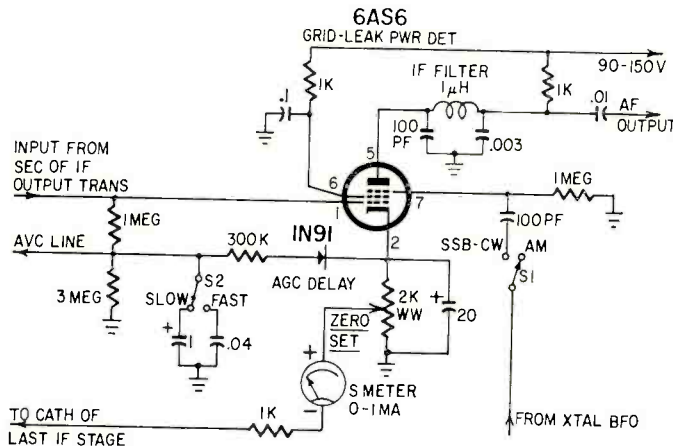 6AS6
GRID-LEAK PWR DET
90-150V
1K
IF FILTER
1μH
1K
.1
.01
AF
OUTPUT
100
PF
.003
5
INPUT FROM
SEC OF IF
OUTPUT TRANS
6
1
7
1MEG
1MEG
2
100PF
AVC LINE
300K
1N91
AGC DELAY
SSB-CW
AM
S1
S2
SLOW
FAST
3 MEG
+
1
.04
2K
WW
+
20
ZERO
SET
+
S METER
0-1MA
-
1K
TO CATH OF
LAST IF STAGE
FROM XTAL BFO